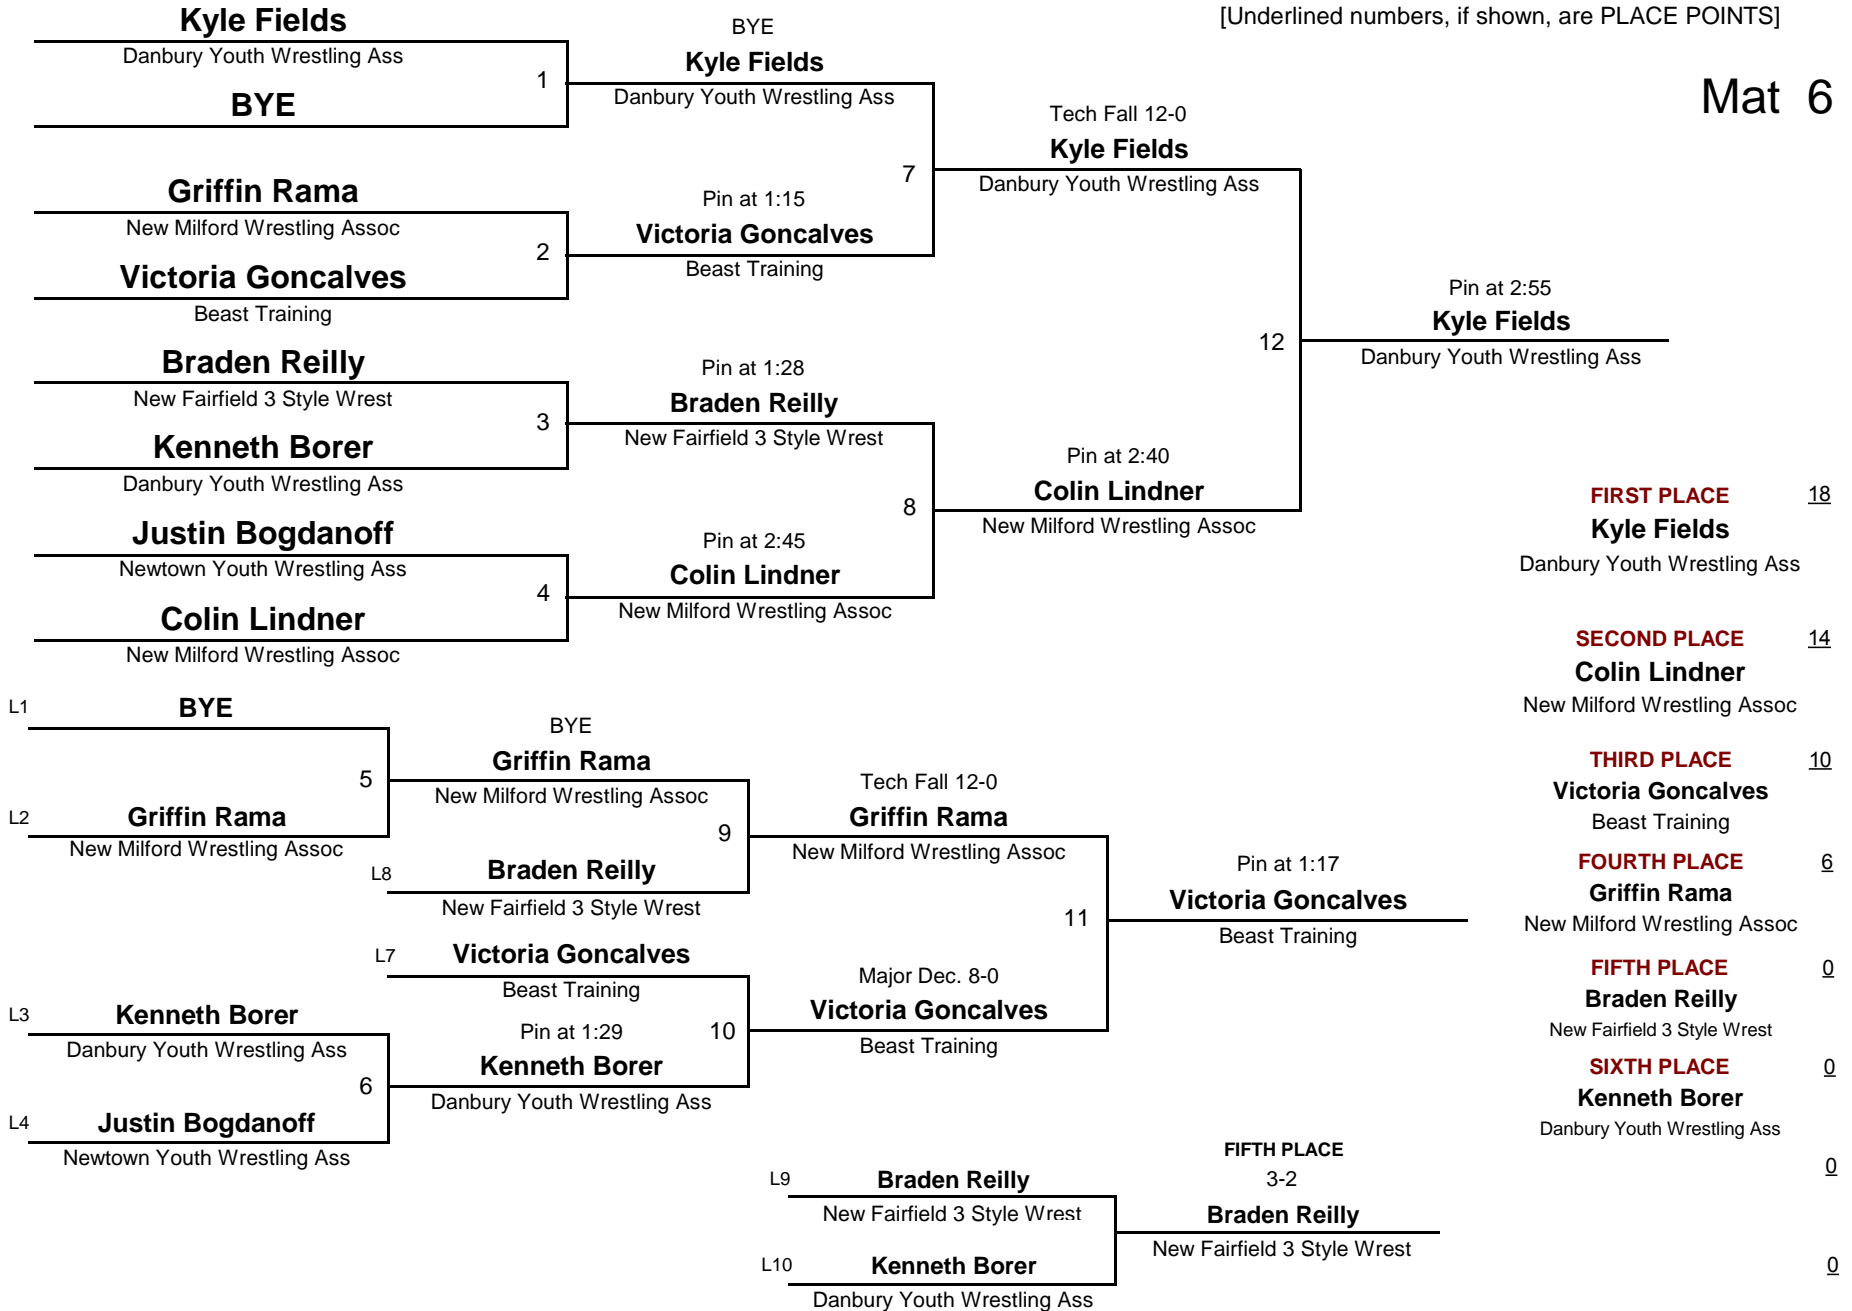 [Underlined numbers, if shown, are PLACE POINTS]
Mat 6
Kyle Fields
Danbury Youth Wrestling Ass
1
BYE
BYE
Kyle Fields
Danbury Youth Wrestling Ass
Griffin Rama
New Milford Wrestling Assoc
2
Victoria Goncalves
Beast Training
7
Pin at 1:15
Victoria Goncalves
Beast Training
Tech Fall 12-0
Kyle Fields
Danbury Youth Wrestling Ass
Braden Reilly
New Fairfield 3 Style Wrest
3
Kenneth Borer
Danbury Youth Wrestling Ass
Pin at 1:28
Braden Reilly
New Fairfield 3 Style Wrest
Justin Bogdanoff
Newtown Youth Wrestling Ass
4
Colin Lindner
New Milford Wrestling Assoc
8
Pin at 2:45
Colin Lindner
New Milford Wrestling Assoc
Pin at 2:40
Colin Lindner
New Milford Wrestling Assoc
12
Pin at 2:55
Kyle Fields
Danbury Youth Wrestling Ass
FIRST PLACE 18
Kyle Fields
Danbury Youth Wrestling Ass
SECOND PLACE 14
Colin Lindner
New Milford Wrestling Assoc
THIRD PLACE 10
Victoria Goncalves
Beast Training
FOURTH PLACE 6
Griffin Rama
New Milford Wrestling Assoc
FIFTH PLACE 0
Braden Reilly
New Fairfield 3 Style Wrest
SIXTH PLACE 0
Kenneth Borer
Danbury Youth Wrestling Ass
0
0
L1 BYE
5
L2 Griffin Rama
New Milford Wrestling Assoc
BYE
Griffin Rama
New Milford Wrestling Assoc
9
L8 Braden Reilly
New Fairfield 3 Style Wrest
Tech Fall 12-0
Griffin Rama
New Milford Wrestling Assoc
L7 Victoria Goncalves
Beast Training
10
L3 Kenneth Borer
Danbury Youth Wrestling Ass
6
L4 Justin Bogdanoff
Newtown Youth Wrestling Ass
Pin at 1:29
Kenneth Borer
Danbury Youth Wrestling Ass
Major Dec. 8-0
Victoria Goncalves
Beast Training
11
Pin at 1:17
Victoria Goncalves
Beast Training
L9 Braden Reilly
New Fairfield 3 Style Wrest
L10 Kenneth Borer
Danbury Youth Wrestling Ass
FIFTH PLACE
3-2
Braden Reilly
New Fairfield 3 Style Wrest